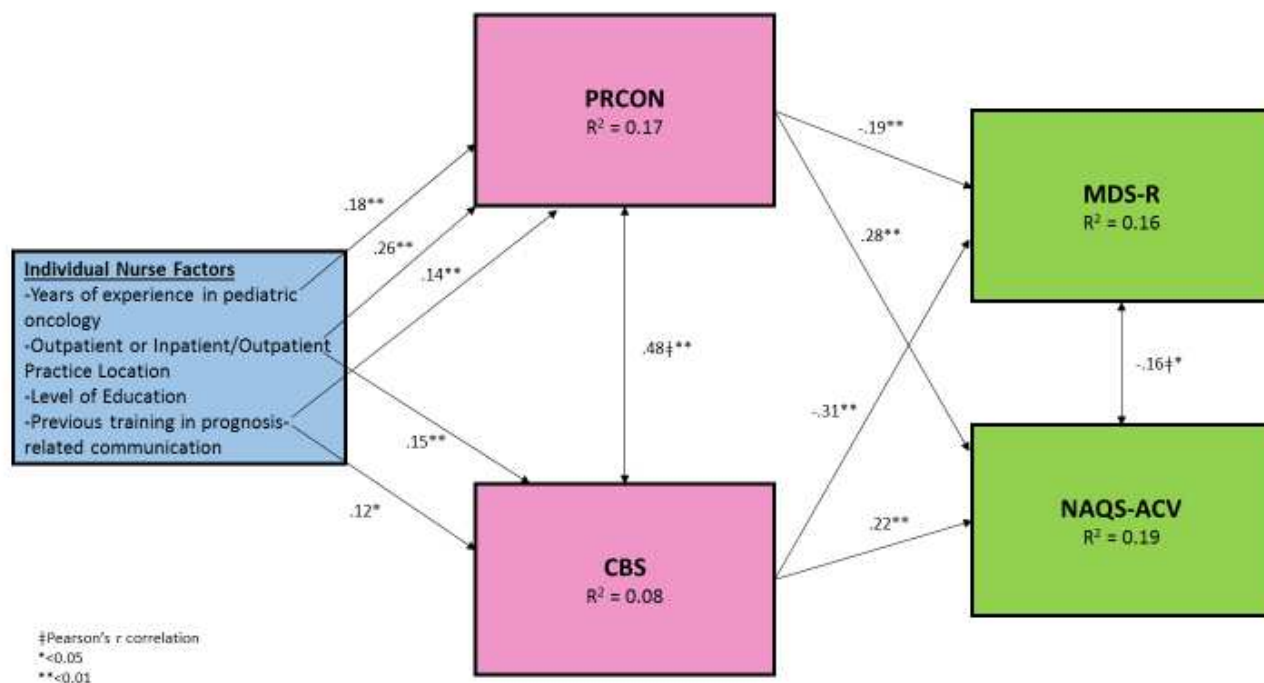 PRCON
R² = 0.17
-.19**
MDS-R
R² = 0.16
.18**
.26**
.28**
.14**
Individual Nurse Factors
-Years of experience in pediatric
oncology
-Outpatient or Inpatient/Outpatient
Practice Location
-Level of Education
-Previous training in prognosis-
related communication
.48‡**
-.16‡*
-.31**
.15**
.12*
.22**
NAQS-ACV
R² = 0.19
CBS
R² = 0.08
‡Pearson's r correlation
*<0.05
**<0.01